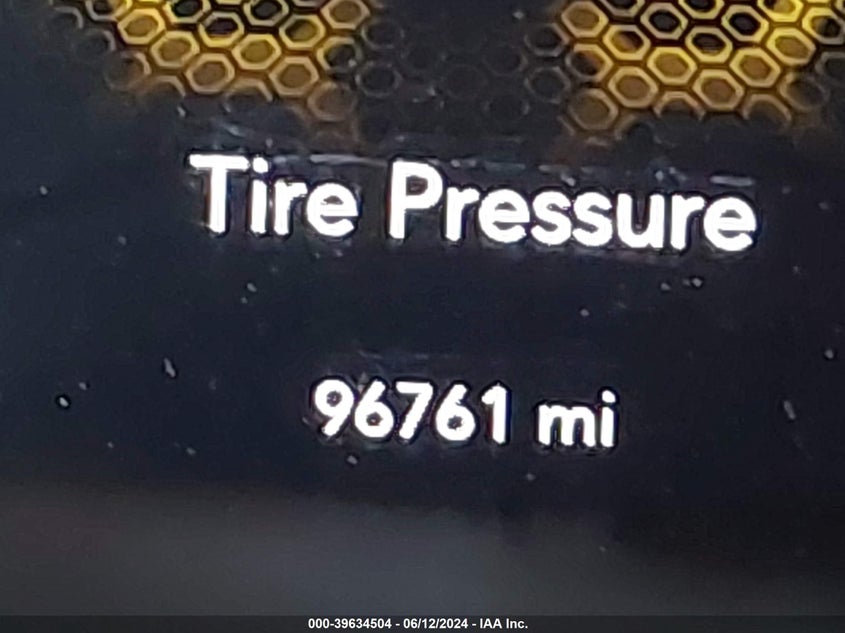 Tire Pressure
96761 mi
000-39634504 - 06/12/2024 - IAA Inc.